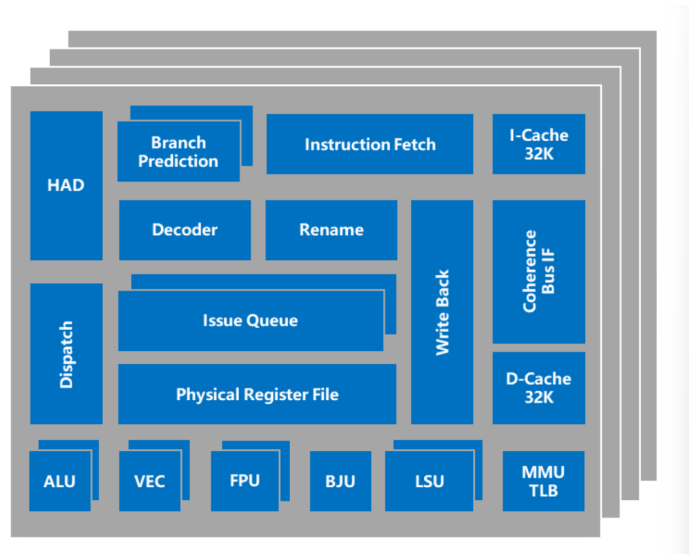 HAD
Branch
Prediction
Instruction Fetch
I-Cache
32K
Decoder
Rename
Write Back
Coherence
Bus IF
Dispatch
Issue Queue
Physical Register File
D-Cache
32K
ALU
VEC
FPU
BJU
LSU
MMU
TLB